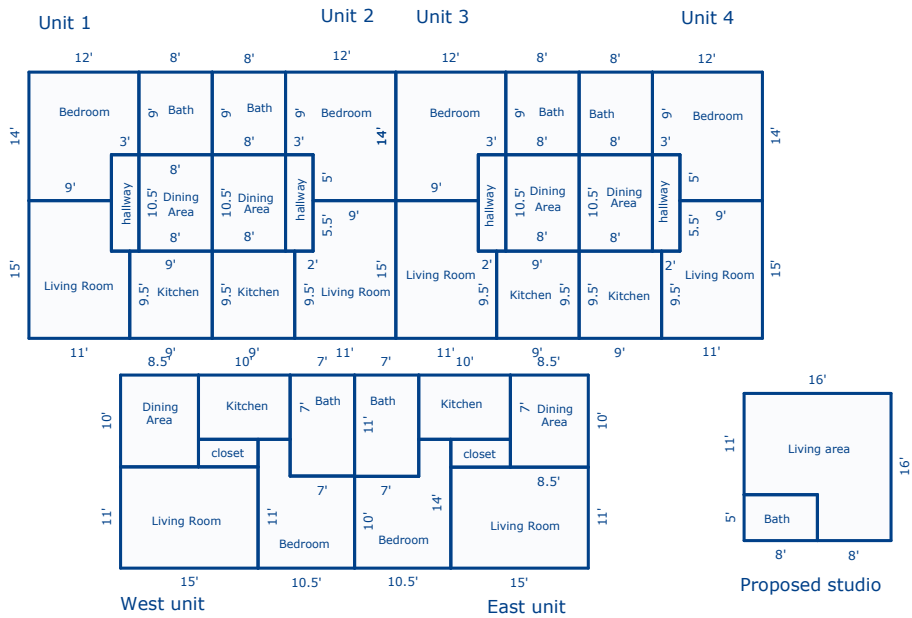 Unit 1
Unit 2
Unit 3
Unit 4
12' 8' 8' 12' 12' 8' 8' 12'
Bedroom 9' Bath 9' Bath 9' Bedroom Bedroom 9' Bath Bath 9' Bedroom
14' 14' 14'
3' 8' 3' 3' 8' 8' 3'
8'
9' hallway 10.5' Dining Area 10.5' Dining Area hallway 5' 9' hallway 10.5' Dining Area 10.5' Dining Area hallway 5'
9' 5.5' 9' 5.5'
8' 8' 8' 8'
15' 9' 2' 15' 2' 9' 2' 15'
Living Room 9.5' Kitchen 9.5' Kitchen 9.5' Living Room Living Room 9.5' Kitchen 9.5' 9.5' Kitchen 9.5' Living Room
11' 9' 9' 11' 11' 9' 9' 11'
8.5' 10' 7' 7' 10' 8.5'
10' Dining Area Kitchen 7' Bath Bath 11' Kitchen 7' Dining Area 10'
closet closet
7' 7' 8.5'
11' Living Room 11' Bedroom 10' Bedroom 14' Living Room 11'
15' 10.5' 10.5' 15'
West unit
East unit
16'
11' Living area 16'
5' Bath
8' 8'
Proposed studio